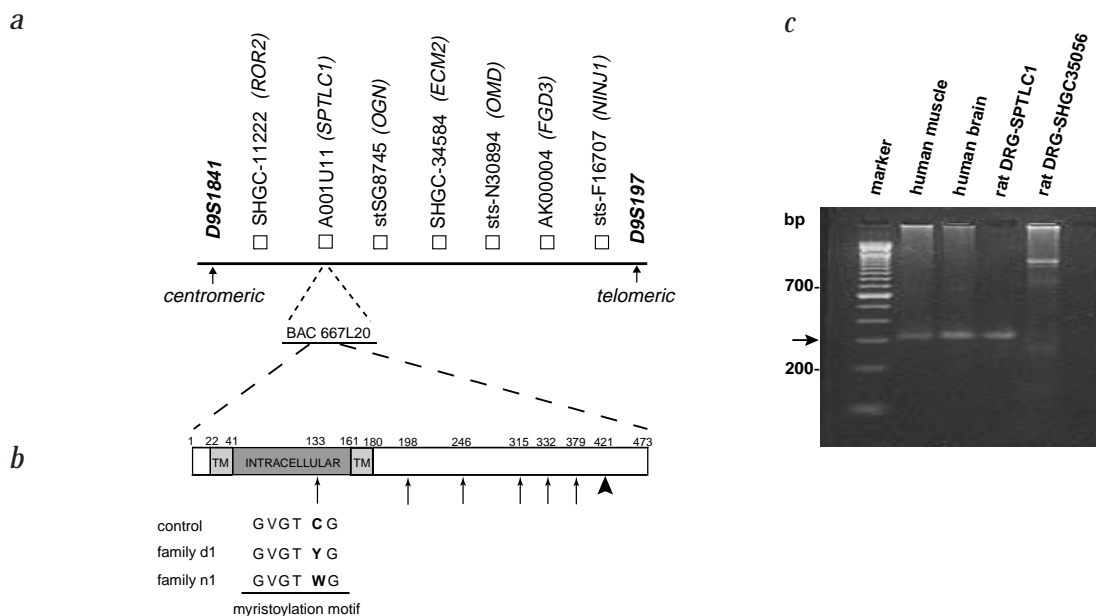 a
D9S1841
SHGC-11222 (ROR2)
A001U11 (SPTLC1)
stSG8745 (OGN)
SHGC-34584 (ECM2)
sts-N30894 (OMD)
AK00004 (FGD3)
sts-F16707 (NINJ1)
D9S197
centromeric
telomeric
BAC 667L20
b
1 22 41 133 161 180 198 246 315 332 379 421 473
TM INTRACELLULAR TM
control GVGTCG
family d1 GVGTYG
family n1 GVGTWG
myristoylation motif
c
marker
human muscle
human brain
rat DRG-SPTLC1
rat DRG-SHGC35056
bp
700-
200-